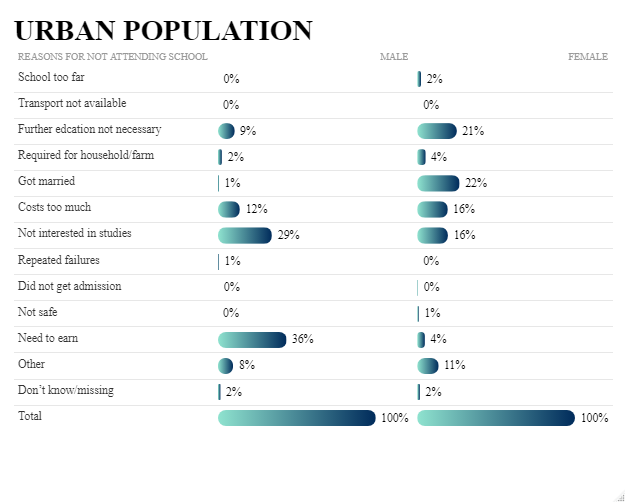 URBAN POPULATION
REASONS FOR NOT ATTENDING SCHOOL MALE FEMALE
School too far 0% 2%
Transport not available 0% 0%
Further edcation not necessary 9% 21%
Required for household/farm 2% 4%
Got married 1% 22%
Costs too much 12% 16%
Not interested in studies 29% 16%
Repeated failures 1% 0%
Did not get admission 0% 0%
Not safe 0% 1%
Need to earn 36% 4%
Other 8% 11%
Don't know/missing 2% 2%
Total 100% 100%